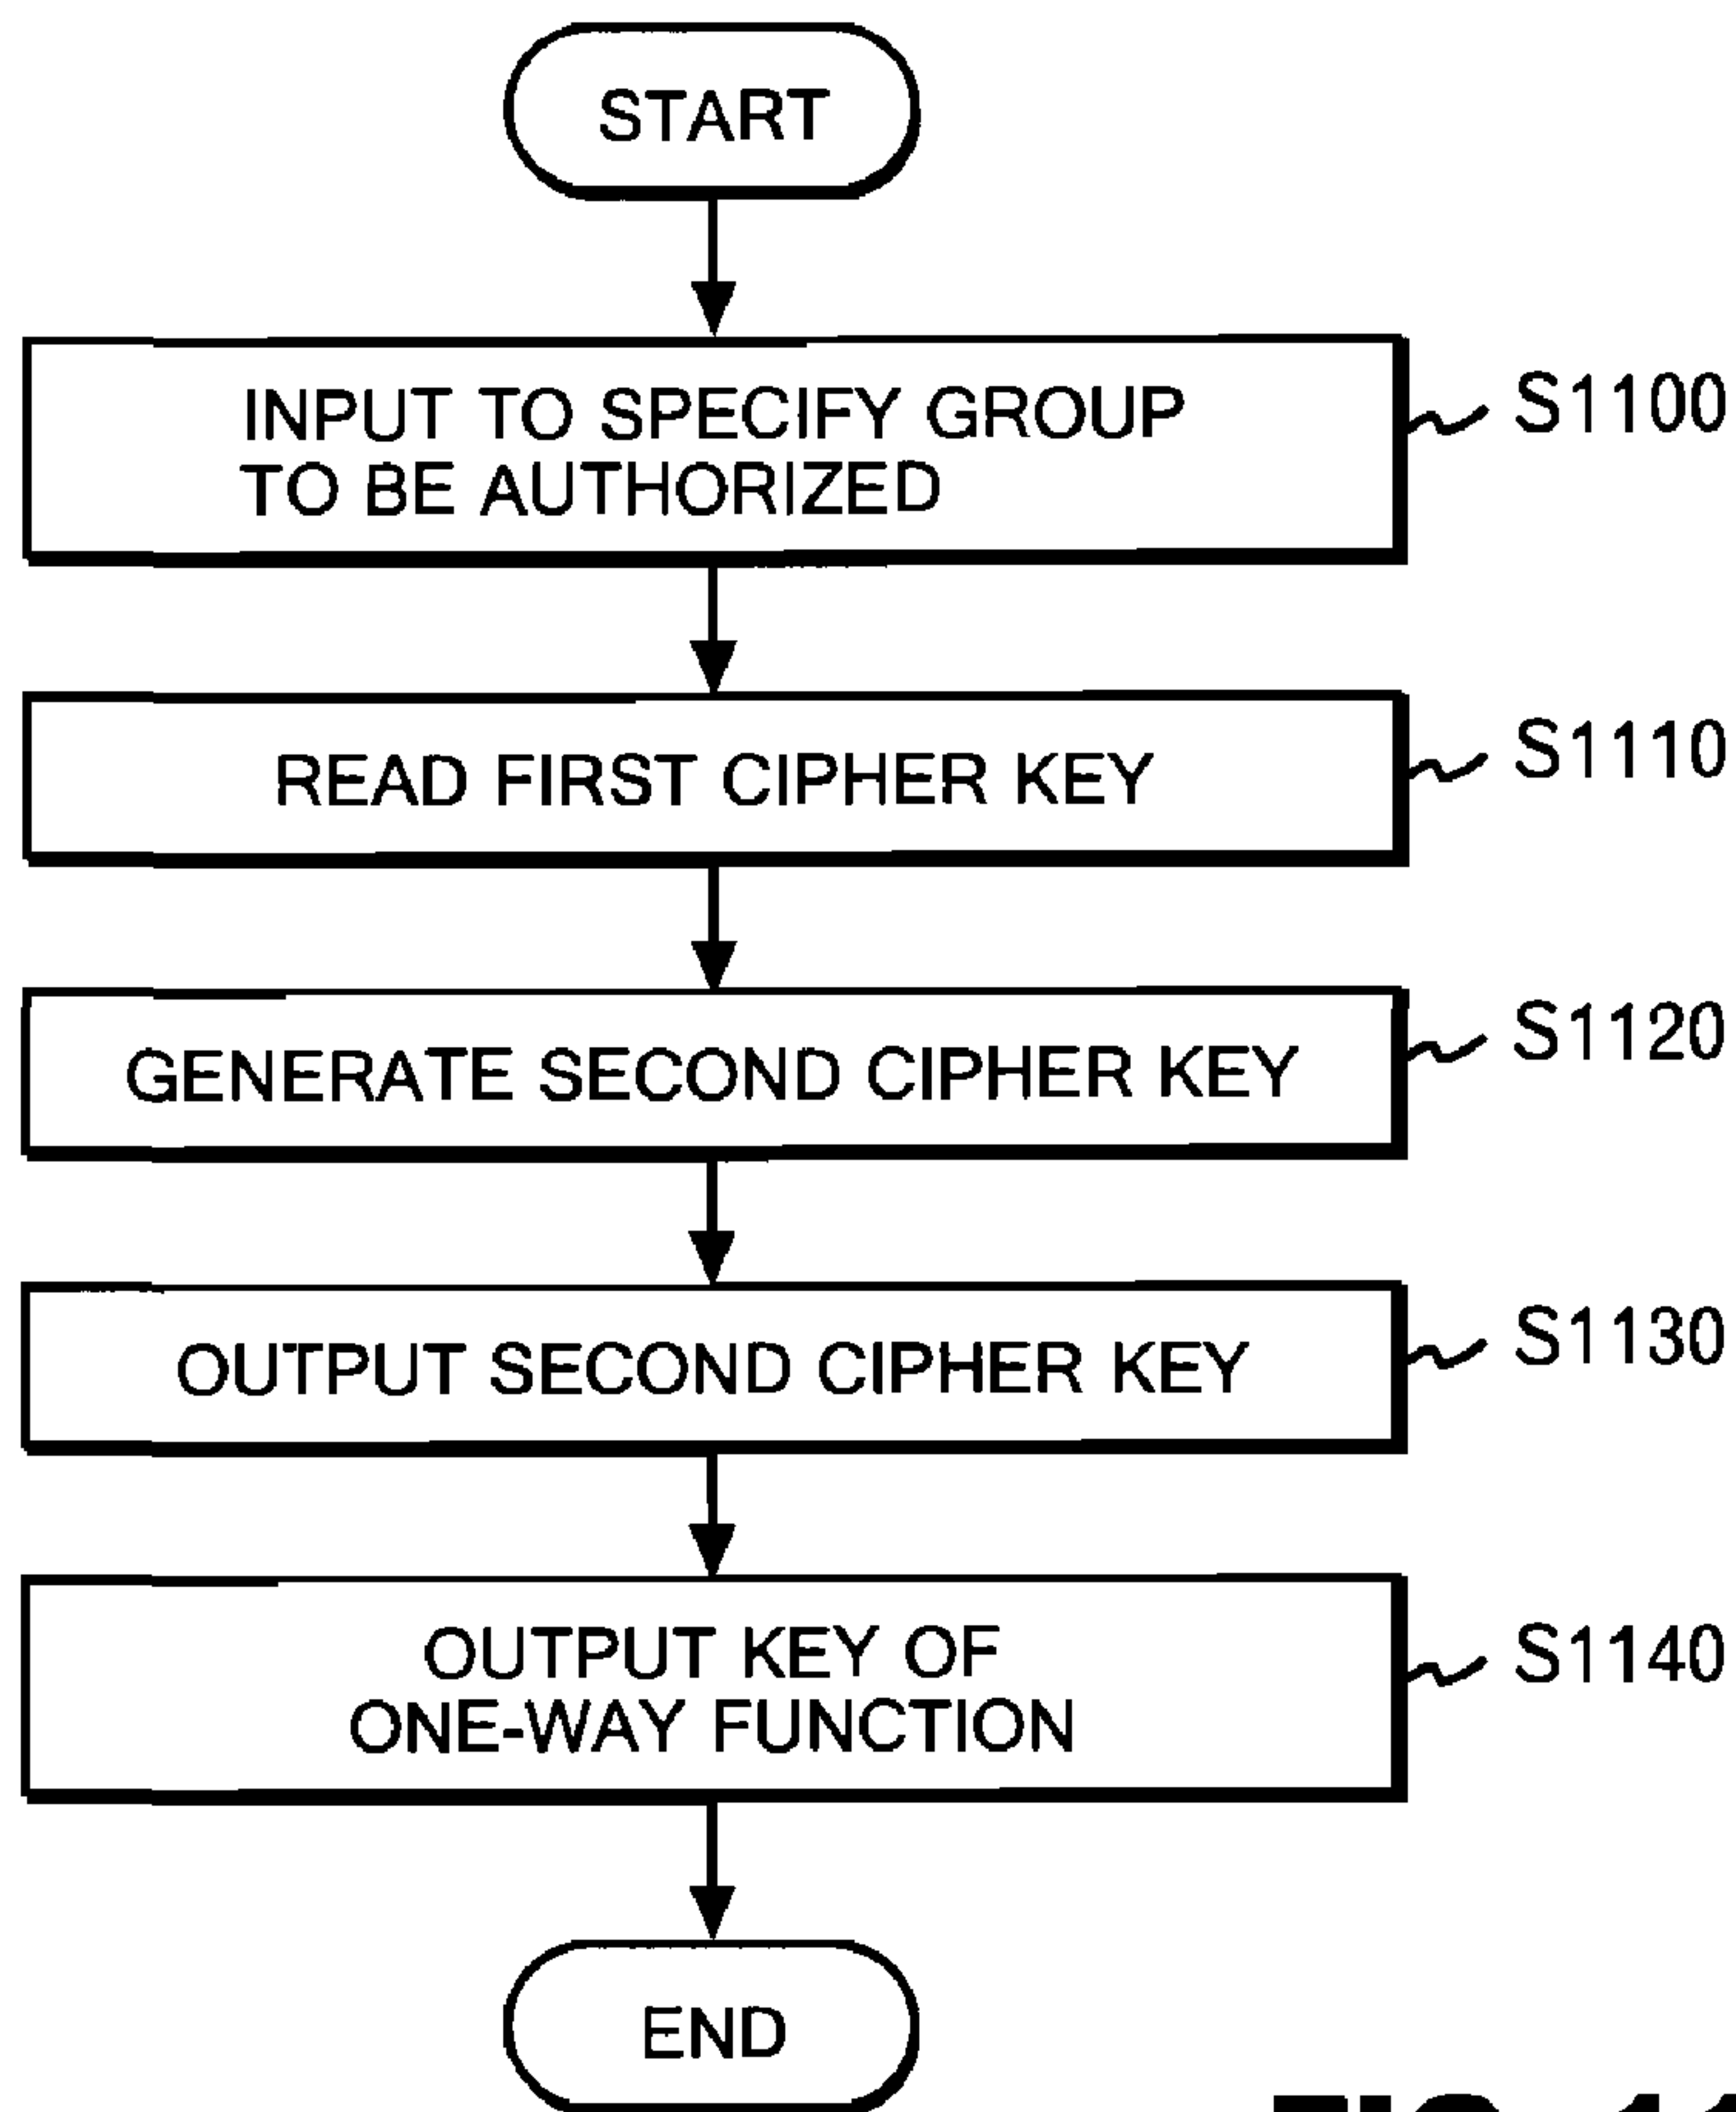 START
INPUT TO SPECIFY GROUP
TO BE AUTHORIZED
S1100
READ FIRST CIPHER KEY
S1110
GENERATE SECOND CIPHER KEY
S1120
OUTPUT SECOND CIPHER KEY
S1130
OUTPUT KEY OF
ONE-WAY FUNCTION
S1140
END